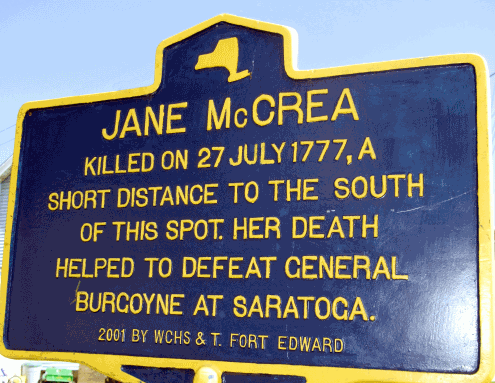 JANE McCREA
KILLED ON 27 JULY 1777, A
SHORT DISTANCE TO THE SOUTH
OF THIS SPOT. HER DEATH
HELPED TO DEFEAT GENERAL
BURGOYNE AT SARATOGA.
2001 BY WCHS & T. FORT EDWARD